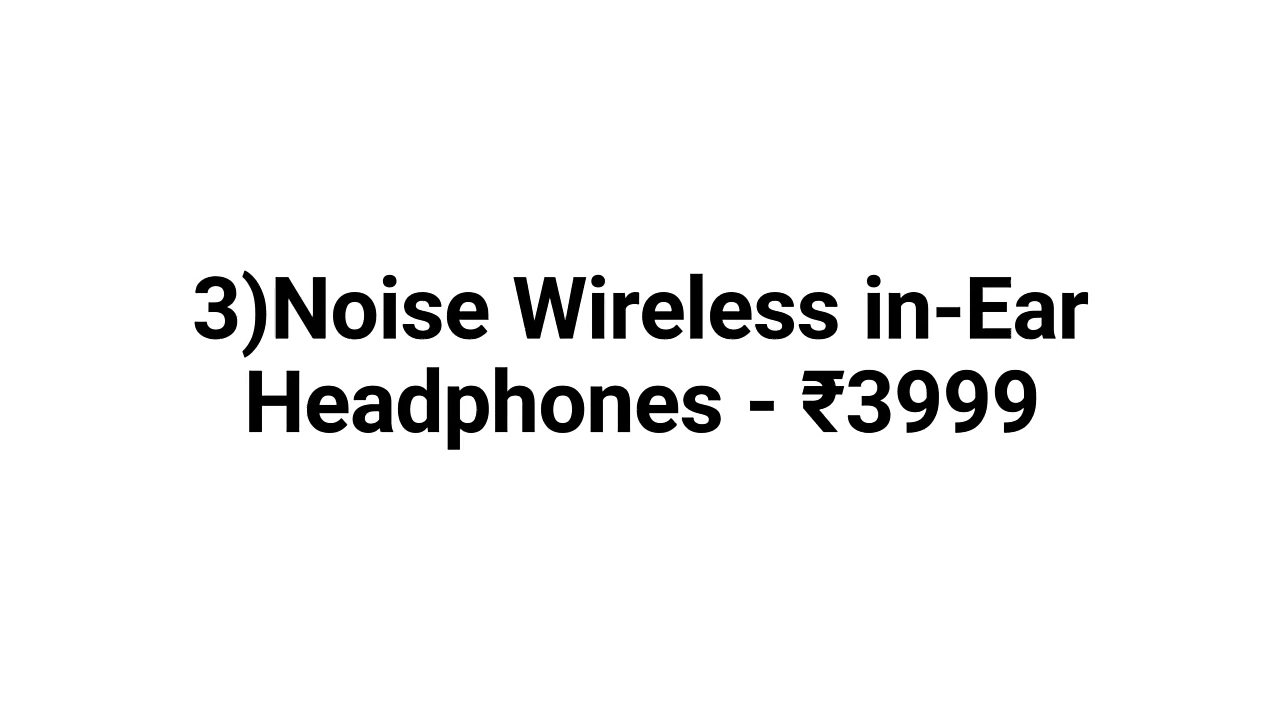 3)Noise Wireless in-Ear
Headphones - ₹3999